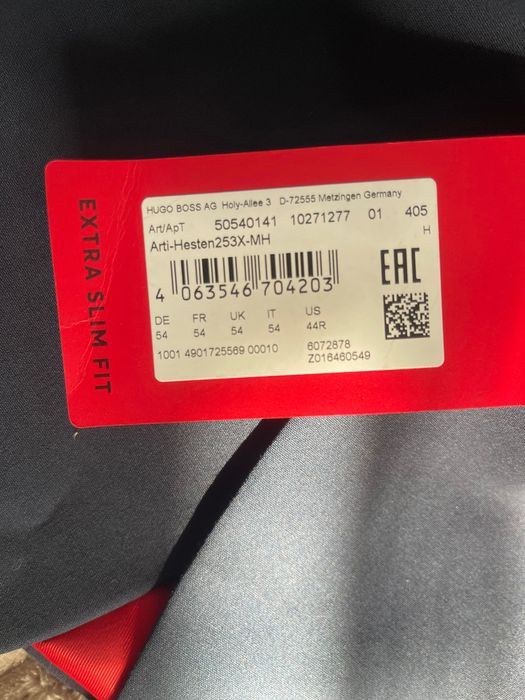 EXTRA SLIM FIT
HUGO BOSS AG Holy-Allee 3 D-72555 Metzingen Germany
Art/ApT 50540141 10271277 01 405
Arti-Hesten253X-MH H
EAC
4 063546 704203
DE FR UK IT US
54 54 54 54 44R
1001 4901725569 00010 6072878
Z016460549